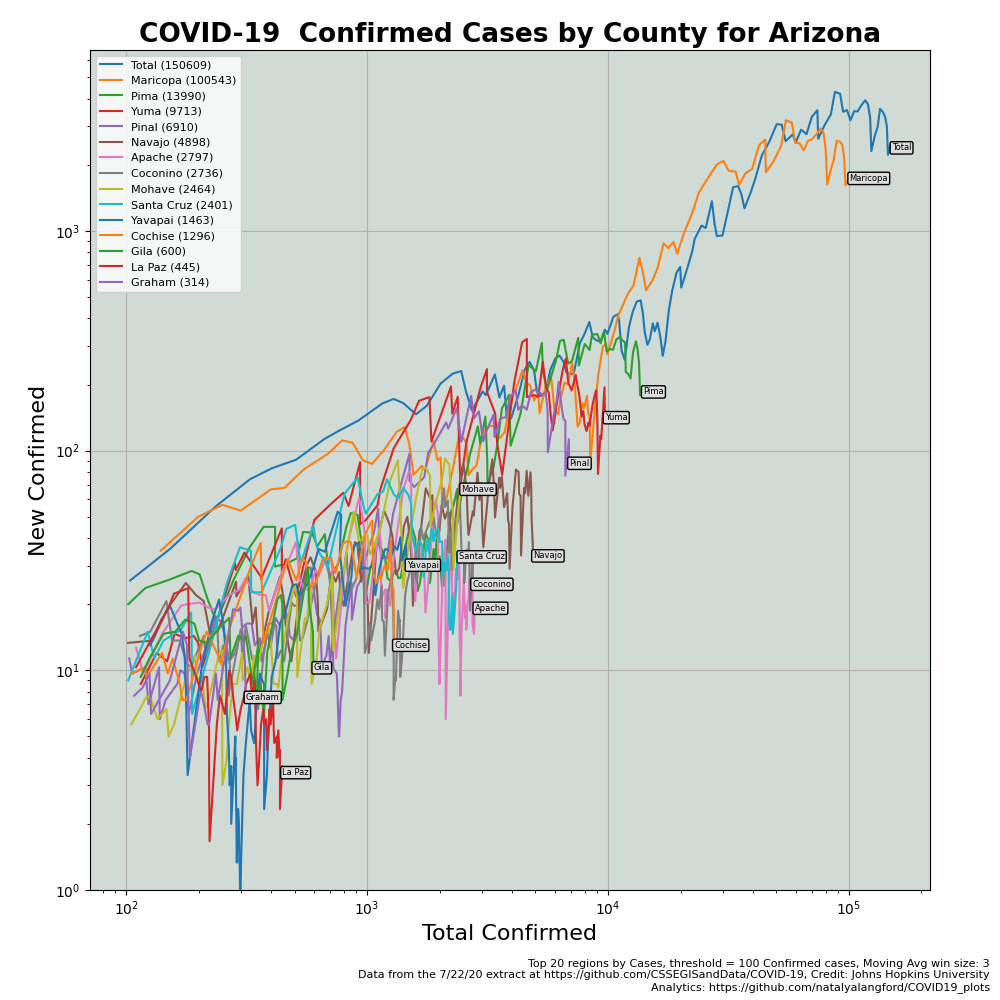 COVID-19  Confirmed Cases by County for Arizona
Total (150609)
Maricopa (100543)
Pima (13990)
Yuma (9713)
Pinal (6910)
Navajo (4898)
Apache (2797)
Coconino (2736)
Mohave (2464)
Santa Cruz (2401)
Yavapai (1463)
Cochise (1296)
Gila (600)
La Paz (445)
Graham (314)
Total
Maricopa
Pima
Yuma
Pinal
Mohave
Navajo
Santa Cruz
Yavapai
Coconino
Apache
Cochise
Gila
Graham
La Paz
New Confirmed
10³
10²
10¹
10⁰
10² 10³ 10⁴ 10⁵
Total Confirmed
Top 20 regions by Cases, threshold = 100 Confirmed cases, Moving Avg win size: 3
Data from the 7/22/20 extract at https://github.com/CSSEGISandData/COVID-19, Credit: Johns Hopkins University
Analytics: https://github.com/natalyalangford/COVID19_plots